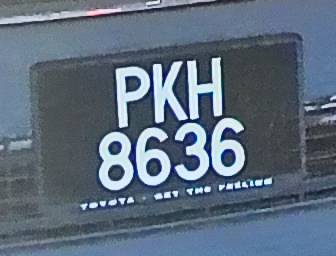 PKH
8636
TOYOTA - GET THE FEELING